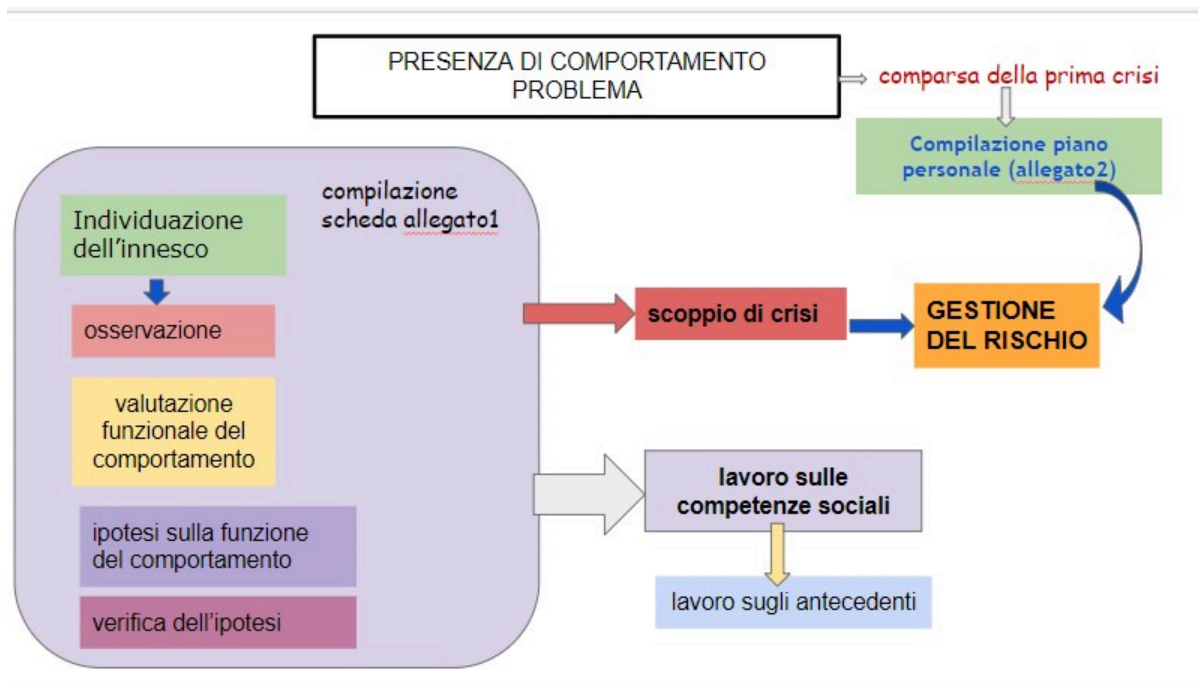 PRESENZA DI COMPORTAMENTO
PROBLEMA
comparsa della prima crisi
Compilazione piano
personale (allegato2)
compilazione
scheda allegato1
Individuazione
dell'innesco
osservazione
valutazione
funzionale del
comportamento
ipotesi sulla funzione
del comportamento
verifica dell'ipotesi
scoppio di crisi
GESTIONE
DEL RISCHIO
lavoro sulle
competenze sociali
lavoro sugli antecedenti